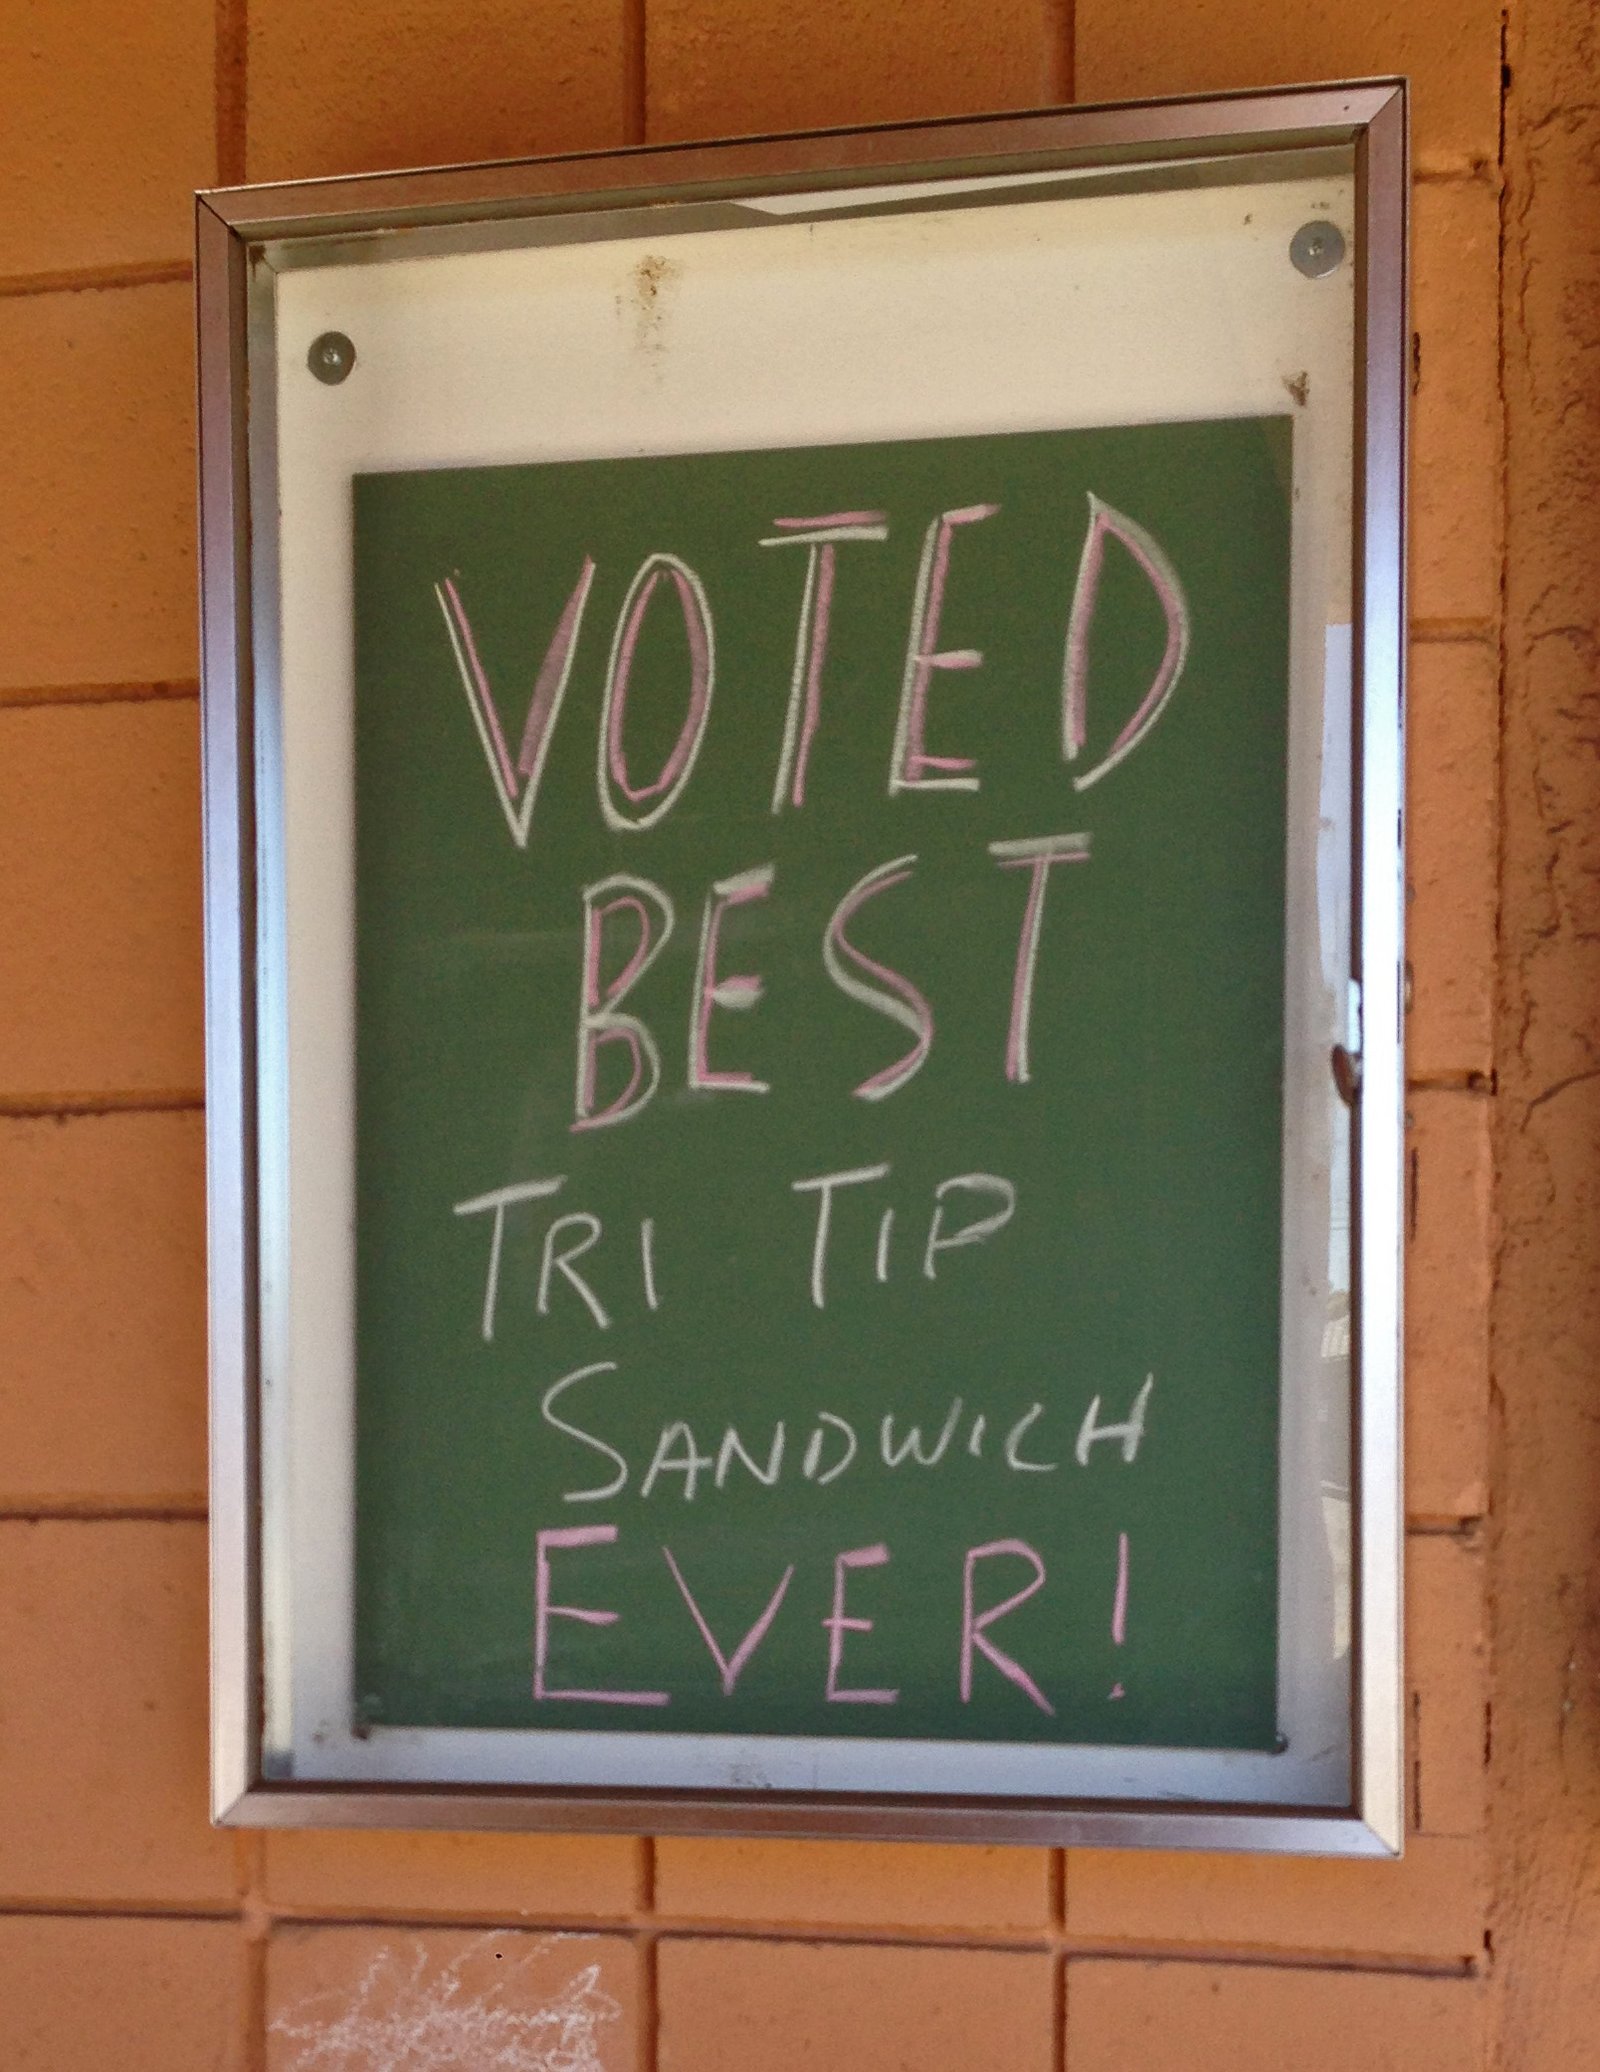 VOTED
BEST
TRI TIP
SANDWICH
EVER!